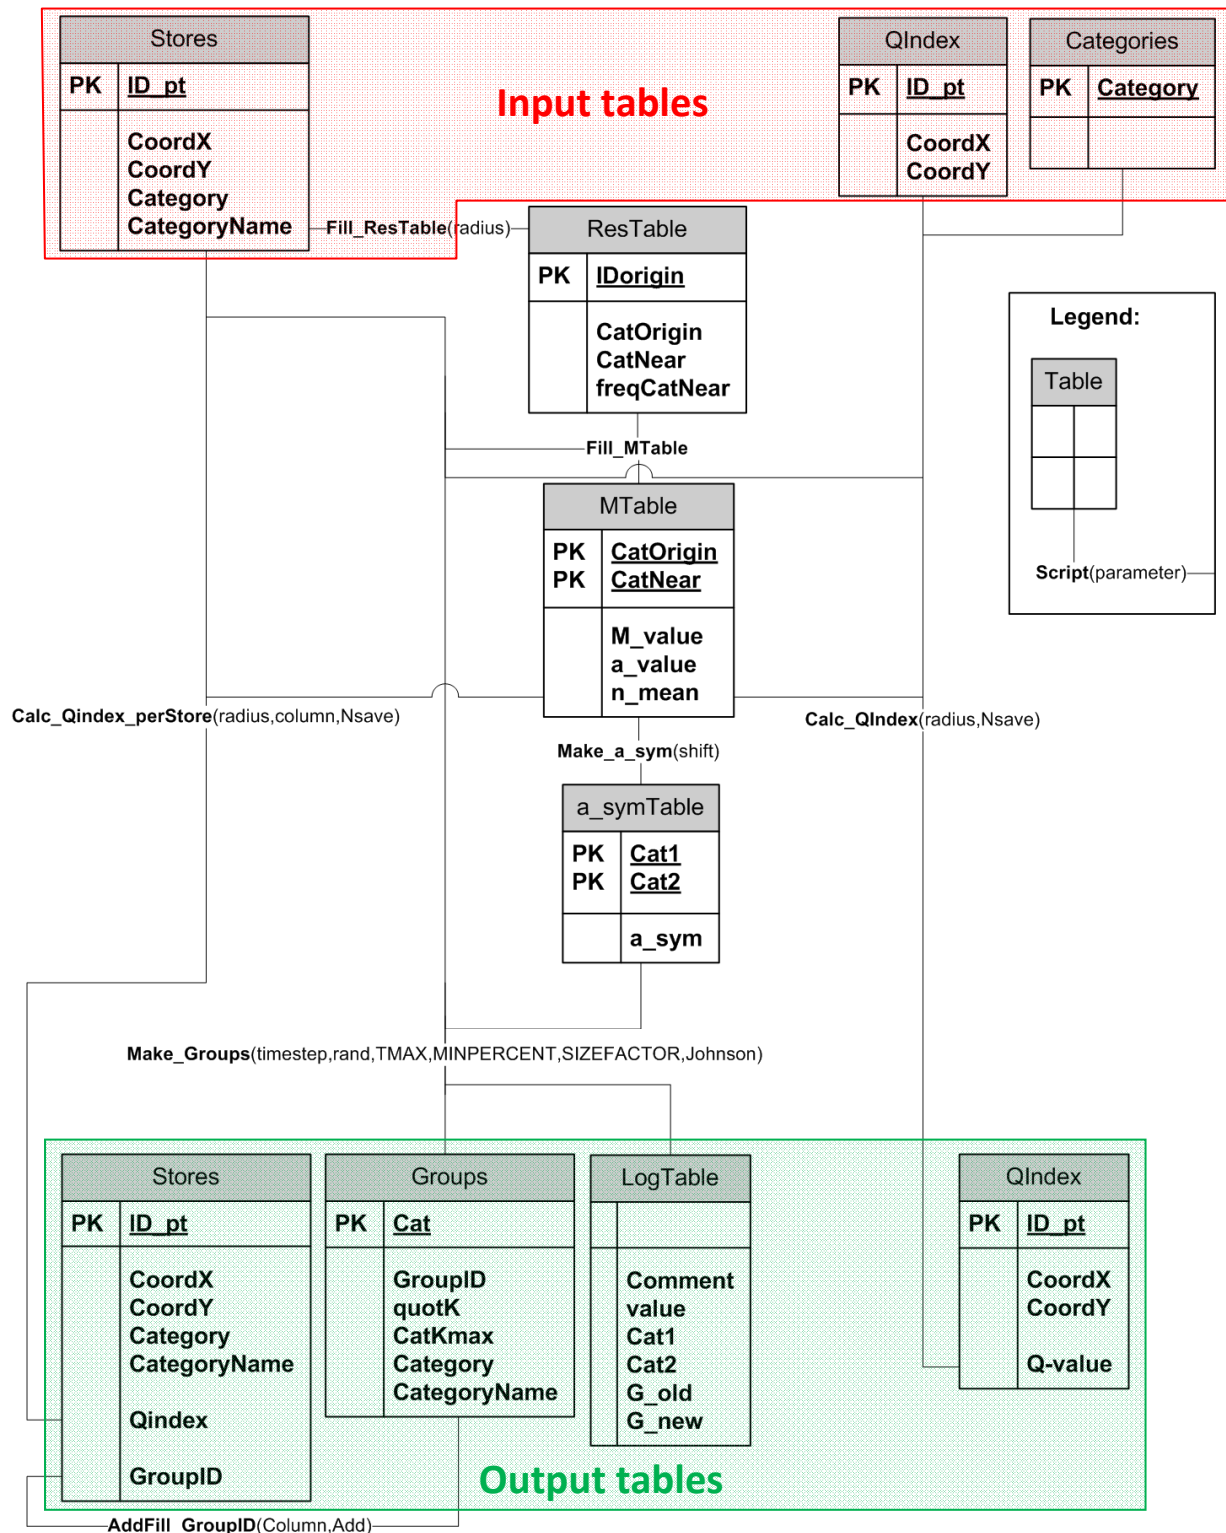 Stores
PK ID_pt
CoordX
CoordY
Category
CategoryName
Input tables
QIndex
PK ID_pt
CoordX
CoordY
Categories
PK Category
Fill_ResTable(radius)
ResTable
PK IDorigin
CatOrigin
CatNear
freqCatNear
Legend:
Table
Script(parameter)
Fill_MTable
MTable
PK CatOrigin
PK CatNear
M_value
a_value
n_mean
Calc_Qindex_perStore(radius,column,Nsave)
Calc_QIndex(radius,Nsave)
Make_a_sym(shift)
a_symTable
PK Cat1
PK Cat2
a_sym
Make_Groups(timestep,rand,TMAX,MINPERCENT,SIZEFACTOR,Johnson)
Stores
PK ID_pt
CoordX
CoordY
Category
CategoryName
Qindex
GroupID
Groups
PK Cat
GroupID
quotK
CatKmax
Category
CategoryName
LogTable
Comment
value
Cat1
Cat2
G_old
G_new
QIndex
PK ID_pt
CoordX
CoordY
Q-value
Output tables
AddFill_GroupID(Column,Add)